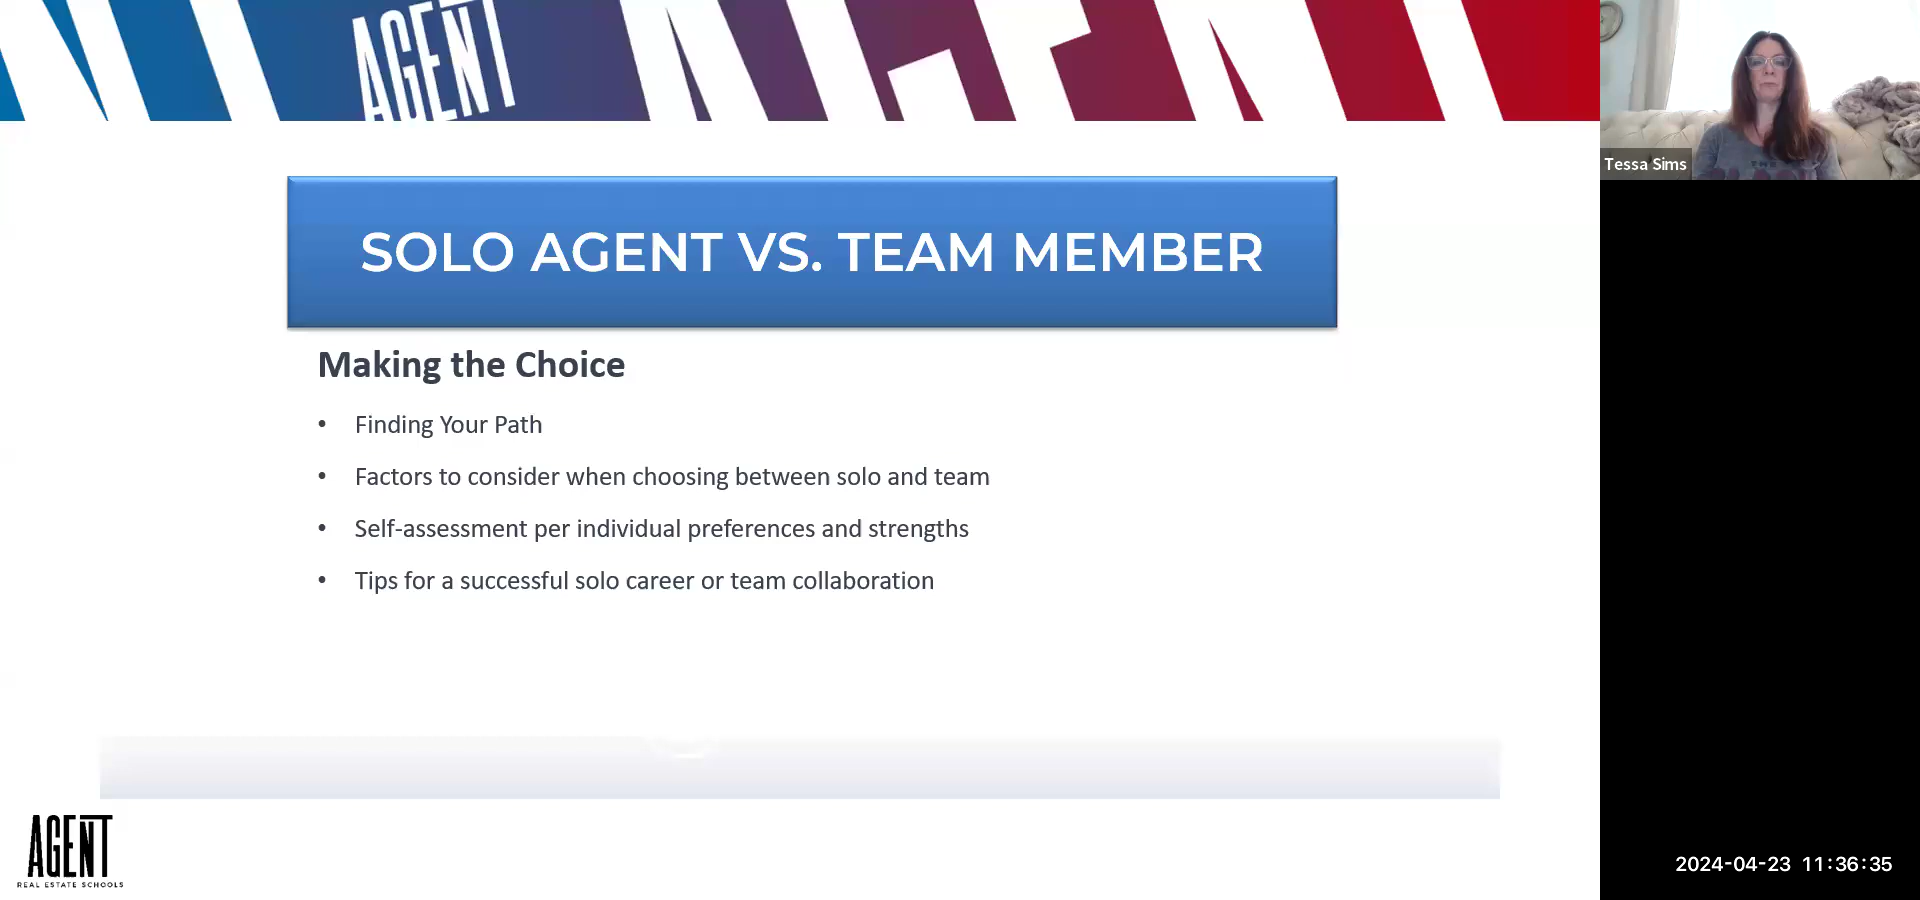 AGENT
Tessa Sims
SOLO AGENT VS. TEAM MEMBER
Making the Choice
• Finding Your Path
• Factors to consider when choosing between solo and team
• Self-assessment per individual preferences and strengths
• Tips for a successful solo career or team collaboration
AGENT
REAL ESTATE SCHOOLS
2024-04-23 11:36:35